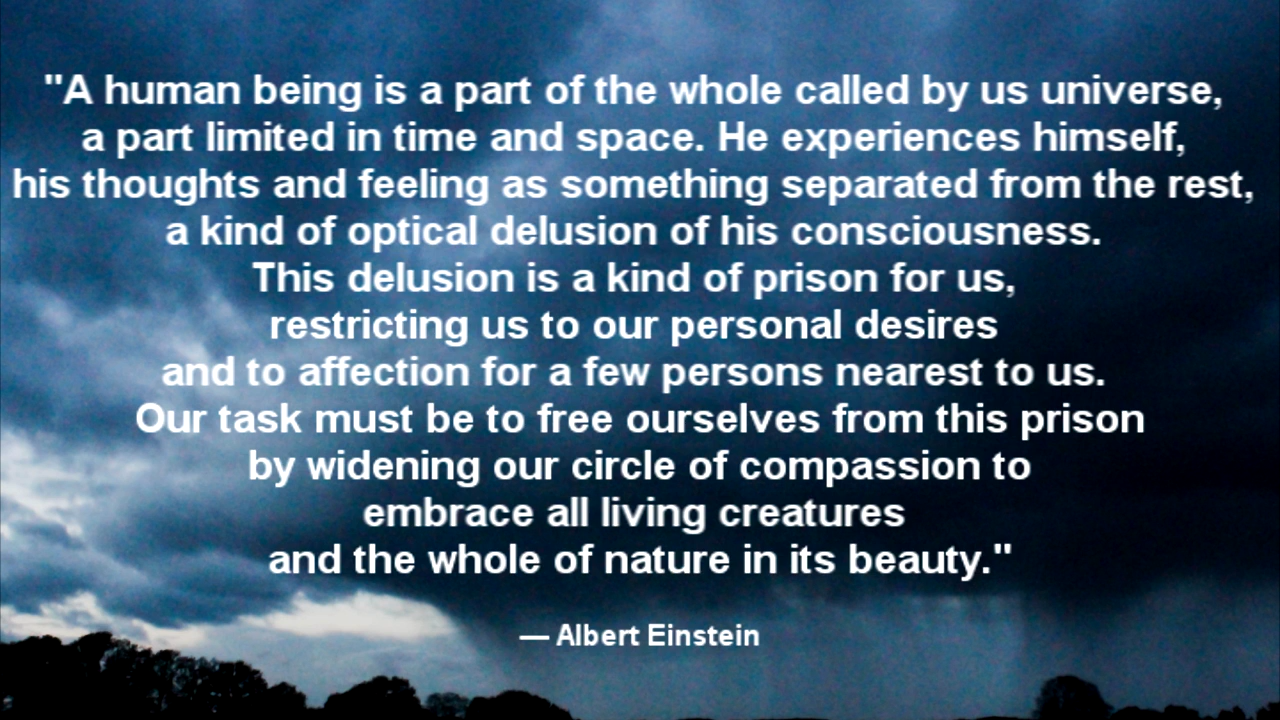 "A human being is a part of the whole called by us universe,
a part limited in time and space. He experiences himself,
his thoughts and feeling as something separated from the rest,
a kind of optical delusion of his consciousness.
This delusion is a kind of prison for us,
restricting us to our personal desires
and to affection for a few persons nearest to us.
Our task must be to free ourselves from this prison
by widening our circle of compassion to
embrace all living creatures
and the whole of nature in its beauty."
— Albert Einstein